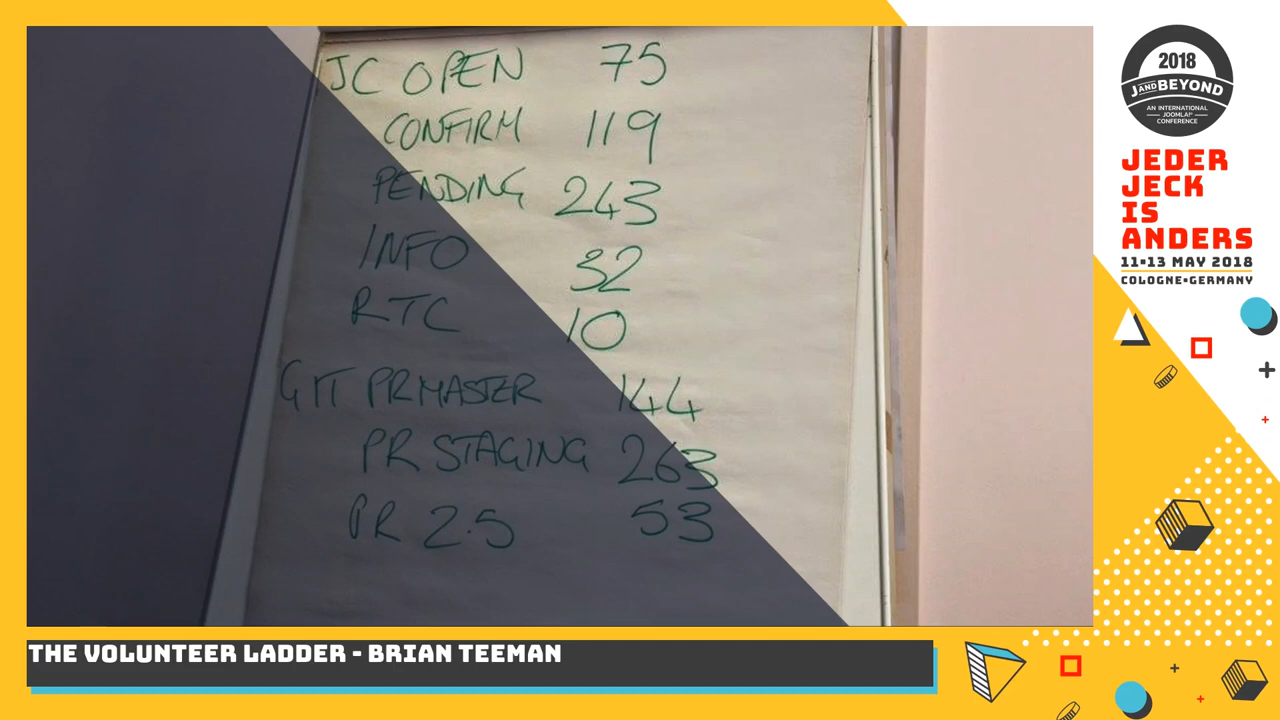 JC OPEN 75
CONFIRM 119
PENDING 243
INFO 32
RTC 10
GIT PR MASTER 144
PR STAGING 263
PR 2.5 53
2018
J AND BEYOND
AN INTERNATIONAL
JOOMLA!® CONFERENCE
JEDER
JECK
IS
ANDERS
11-13 MAY 2018
COLOGNE•GERMANY
THE VOLUNTEER LADDER - BRIAN TEEMAN